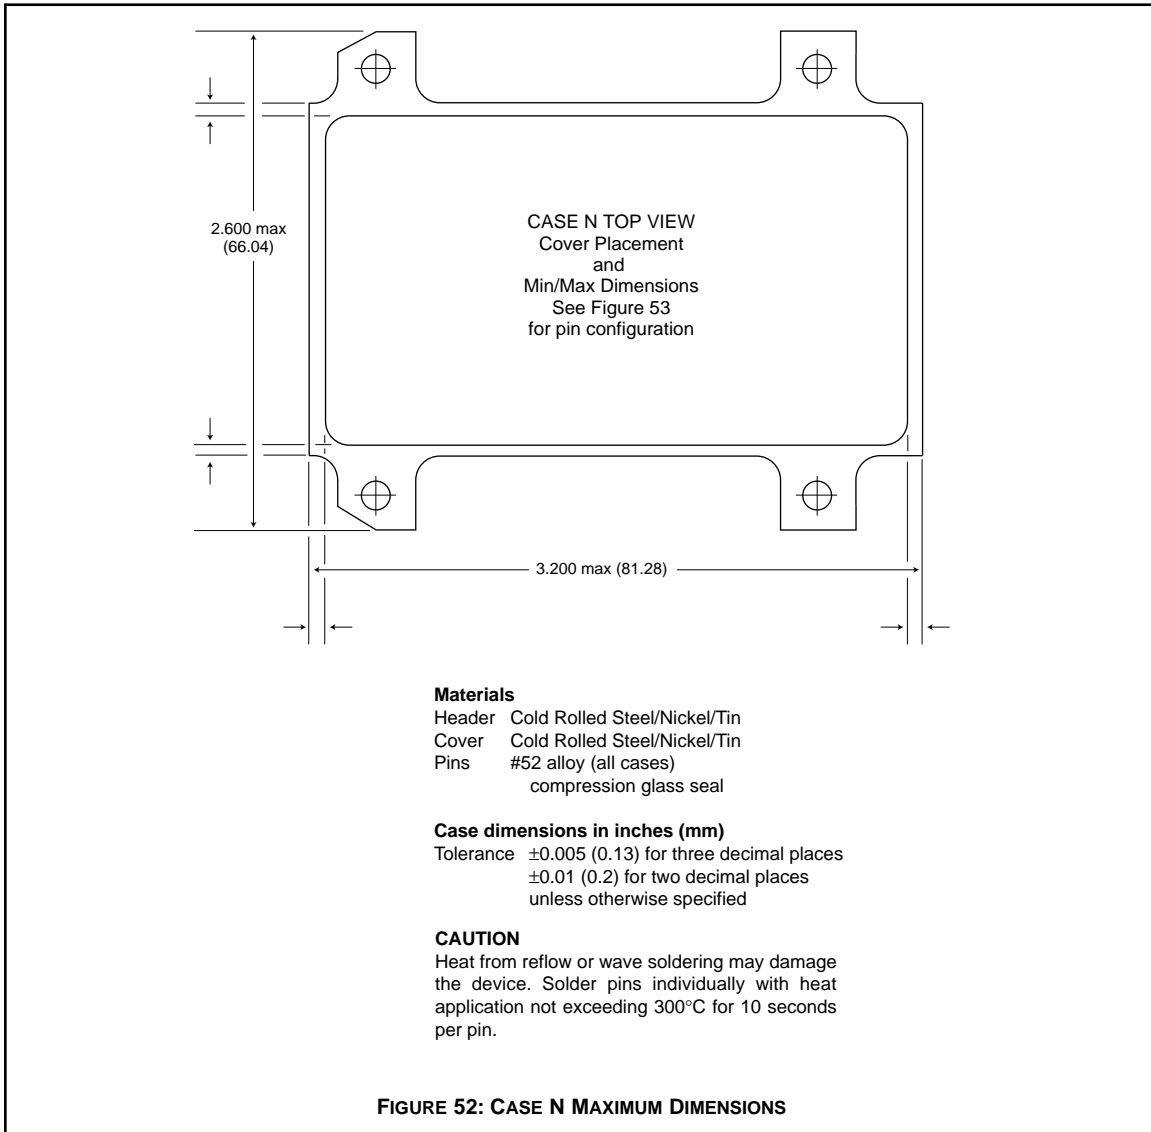 2.600 max
(66.04)
CASE N TOP VIEW
Cover Placement
and
Min/Max Dimensions
See Figure 53
for pin configuration
3.200 max (81.28)
Materials
Header Cold Rolled Steel/Nickel/Tin
Cover Cold Rolled Steel/Nickel/Tin
Pins #52 alloy (all cases)
compression glass seal
Case dimensions in inches (mm)
Tolerance ±0.005 (0.13) for three decimal places
±0.01 (0.2) for two decimal places
unless otherwise specified
CAUTION
Heat from reflow or wave soldering may damage
the device. Solder pins individually with heat
application not exceeding 300°C for 10 seconds
per pin.
FIGURE 52: CASE N MAXIMUM DIMENSIONS